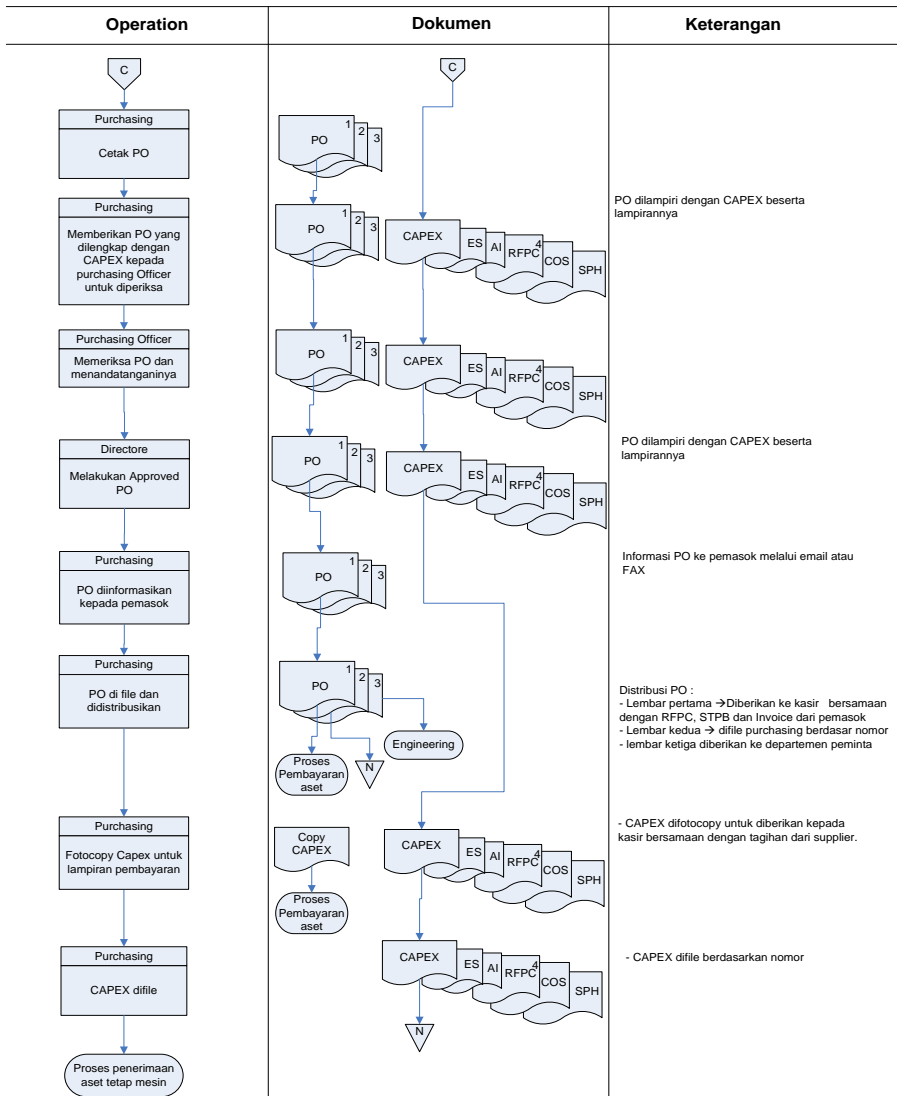 Operation
Dokumen
Keterangan
C
Purchasing
Cetak PO
Purchasing
Memberikan PO yang
dilengkap dengan
CAPEX kepada
purchasing Officer
untuk diperiksa
Purchasing Officer
Memeriksa PO dan
menandatanganinya
Directore
Melakukan Approved
PO
Purchasing
PO diinformasikan
kepada pemasok
Purchasing
PO di file dan
didistribusikan
Purchasing
Fotocopy Capex untuk
lampiran pembayaran
Purchasing
CAPEX difile
Proses penerimaan
aset tetap mesin
C
PO
1
2
3
PO
1
2
3
CAPEX
ES
AI
RFPC
4
COS
SPH
PO
1
2
3
CAPEX
ES
AI
RFPC
4
COS
SPH
PO
1
2
3
CAPEX
ES
AI
RFPC
4
COS
SPH
PO
1
2
3
PO
1
2
3
Engineering
Proses
Pembayaran
aset
N
Copy
CAPEX
CAPEX
ES
AI
RFPC
4
COS
SPH
Proses
Pembayaran
aset
CAPEX
ES
AI
RFPC
4
COS
SPH
N
PO dilampiri dengan CAPEX beserta
lampirannya
PO dilampiri dengan CAPEX beserta
lampirannya
Informasi PO ke pemasok melalui email atau
FAX
Distribusi PO :
- Lembar pertama →Diberikan ke kasir bersamaan
dengan RFPC, STPB dan Invoice dari pemasok
- Lembar kedua → difile purchasing berdasar nomor
- lembar ketiga diberikan ke departemen peminta
- CAPEX difotocopy untuk diberikan kepada
kasir bersamaan dengan tagihan dari supplier.
- CAPEX difile berdasarkan nomor